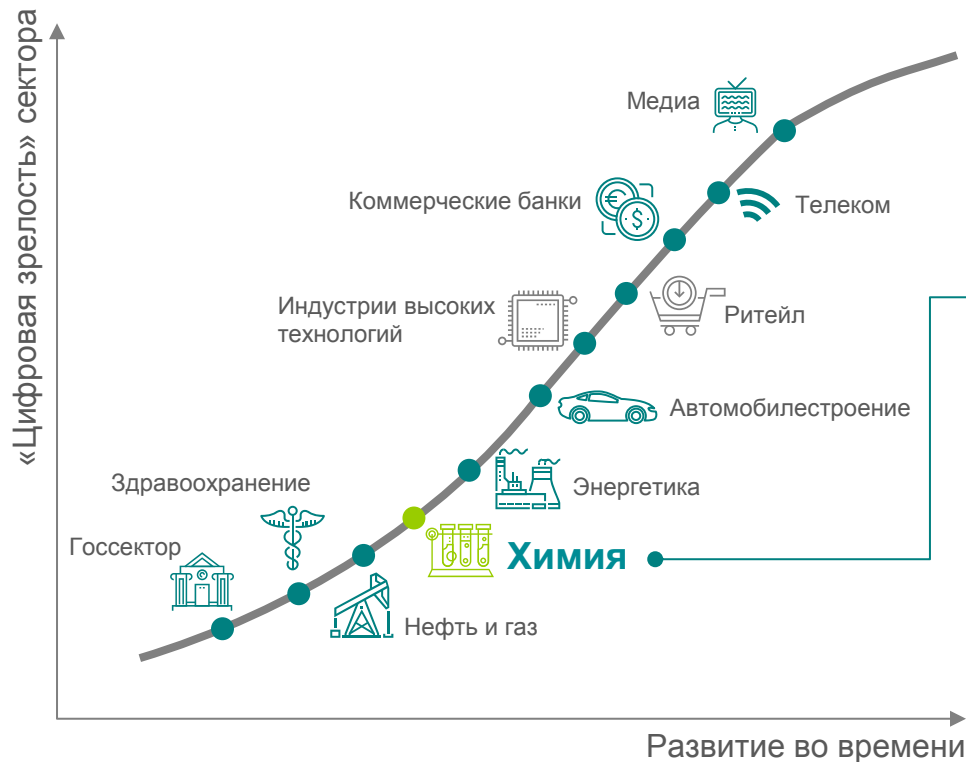 «Цифровая зрелость» сектора
Медиа
Коммерческие банки
Телеком
Индустрии высоких
технологий
Ритейл
Автомобилестроение
Здравоохранение
Энергетика
Госсектор
Химия
Нефть и газ
Развитие во времени